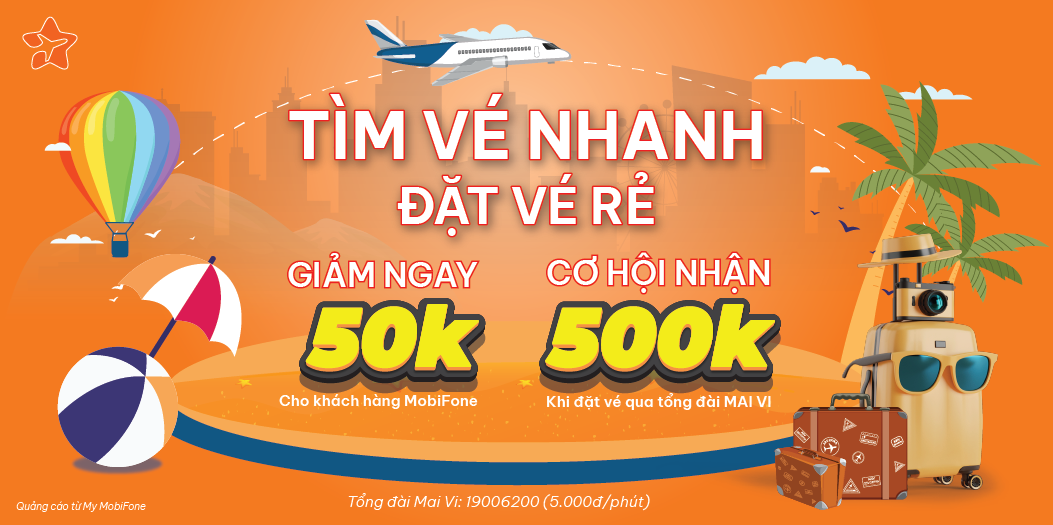 TÌM VÉ NHANH
ĐẶT VÉ RẺ
GIẢM NGAY
50k
Cho khách hàng MobiFone
CƠ HỘI NHẬN
500k
Khi đặt vé qua tổng đài MAI VI
Tổng đài Mai Vi: 19006200 (5.000đ/phút)
Quảng cáo từ My MobiFone